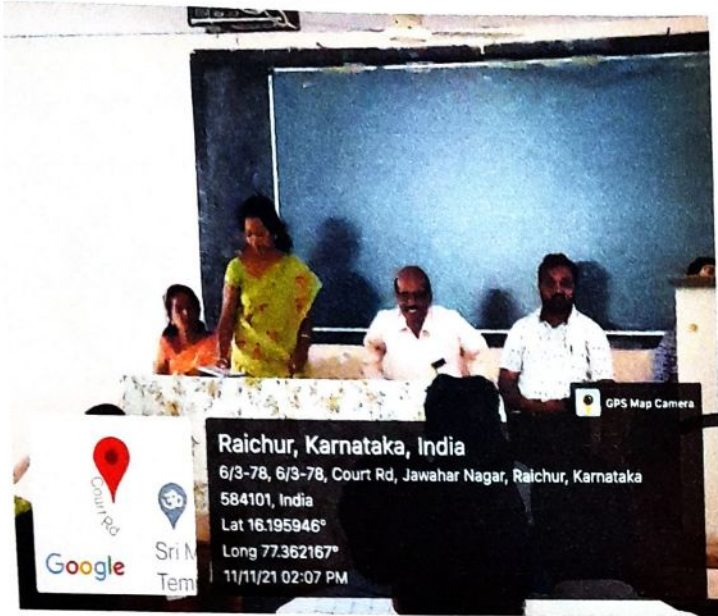 GPS Map Camera
Raichur, Karnataka, India
6/3-78, 6/3-78, Court Rd, Jawahar Nagar, Raichur, Karnataka
584101, India
Lat 16.195946°
Long 77.362167°
11/11/21 02:07 PM
Court Rd
Google
Sri